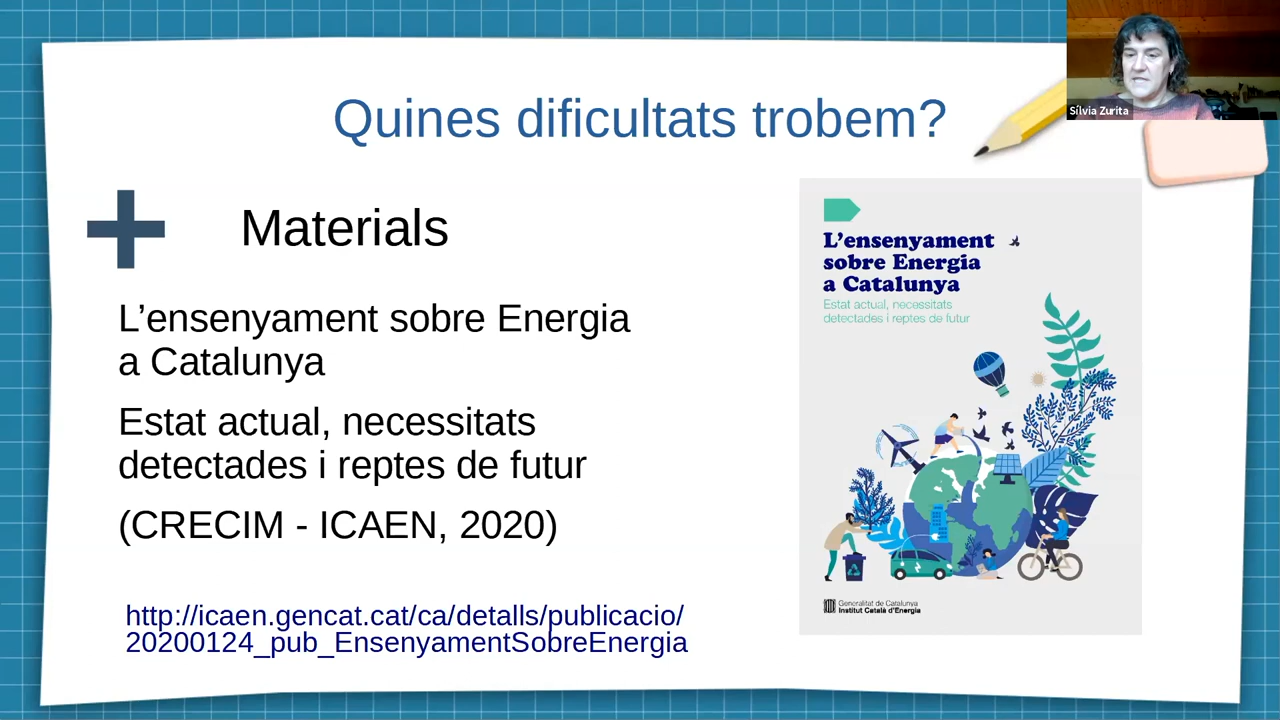 Sílvia Zurita
Quines dificultats trobem?
Materials
L’ensenyament sobre Energia
a Catalunya
Estat actual, necessitats
detectades i reptes de futur
(CRECIM - ICAEN, 2020)
http://icaen.gencat.cat/ca/detalls/publicacio/
20200124_pub_EnsenyamentSobreEnergia
L’ensenyament
sobre Energia
a Catalunya
Estat actual, necessitats
detectades i reptes de futur
Generalitat de Catalunya
Institut Català d'Energia